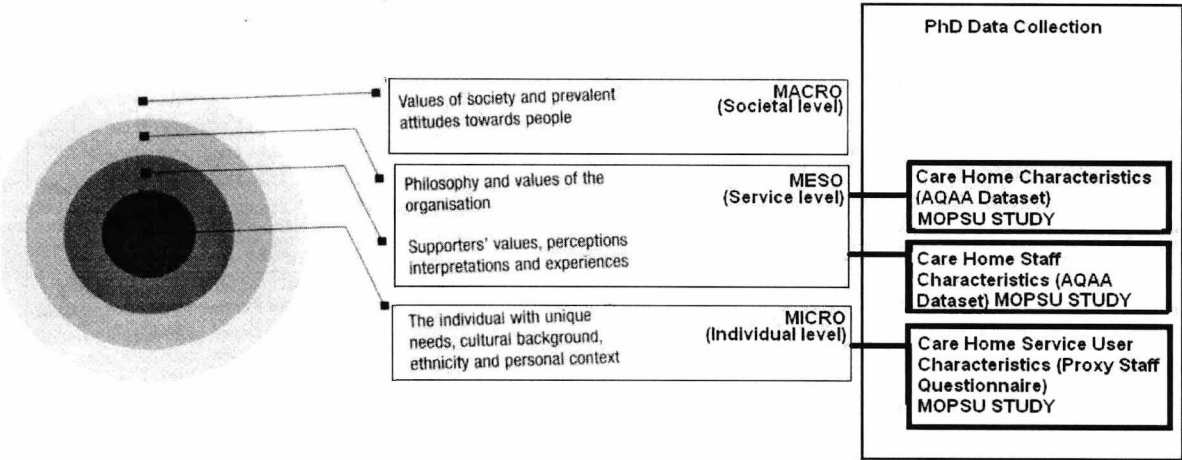 PhD Data Collection
Values of society and prevalent
attitudes towards people
MACRO
(Societal level)
Philosophy and values of the
organisation
MESO
(Service level)
Supporters' values, perceptions
interpretations and experiences
The individual with unique
needs, cultural background,
ethnicity and personal context
MICRO
(Individual level)
Care Home Characteristics
(AQAA Dataset)
MOPSU STUDY
Care Home Staff
Characteristics (AQAA
Dataset) MOPSU STUDY
Care Home Service User
Characteristics (Proxy Staff
Questionnaire)
MOPSU STUDY